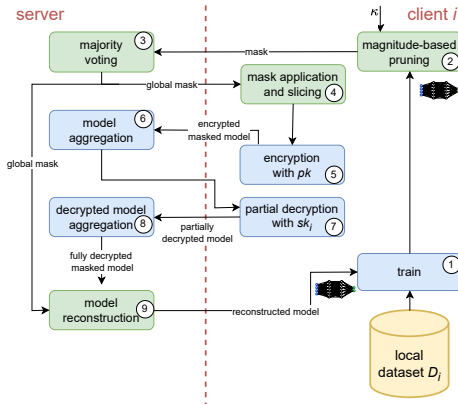 server
client i
κ
majority
voting
3
mask
magnitude-based
pruning
2
global mask
mask application
and slicing
4
model
aggregation
6
encrypted
masked model
encryption
with pk
5
global mask
decrypted model
aggregation
8
partially
decrypted model
partial decryption
with sk_i
7
fully decrypted
masked model
train
1
model
reconstruction
9
reconstructed model
local
dataset D_i